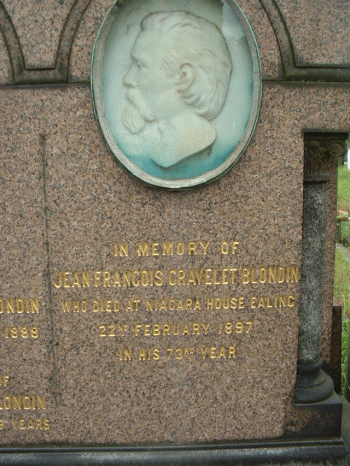 IN MEMORY OF
JEAN FRANCOIS GRAVELET BLONDIN
WHO DIED AT NIAGARA HOUSE EALING
22ND FEBRUARY 1897
IN HIS 73RD YEAR
BLONDIN
1888
OF
BLONDIN
YEARS